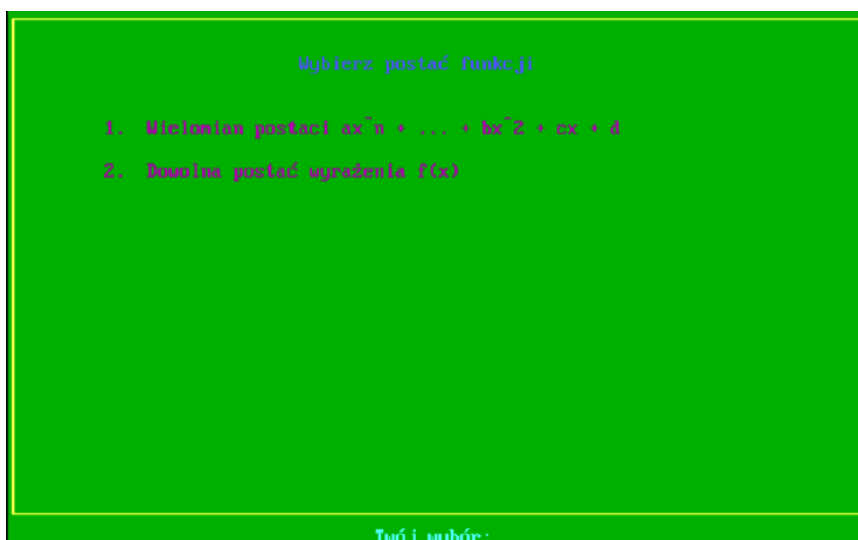 Wybierz postać funkcji
1. Wielomian postaci ax^n + ... + bx^2 + cx + d
2. Dowolna postać wyrażenia f(x)
Twój wybór: